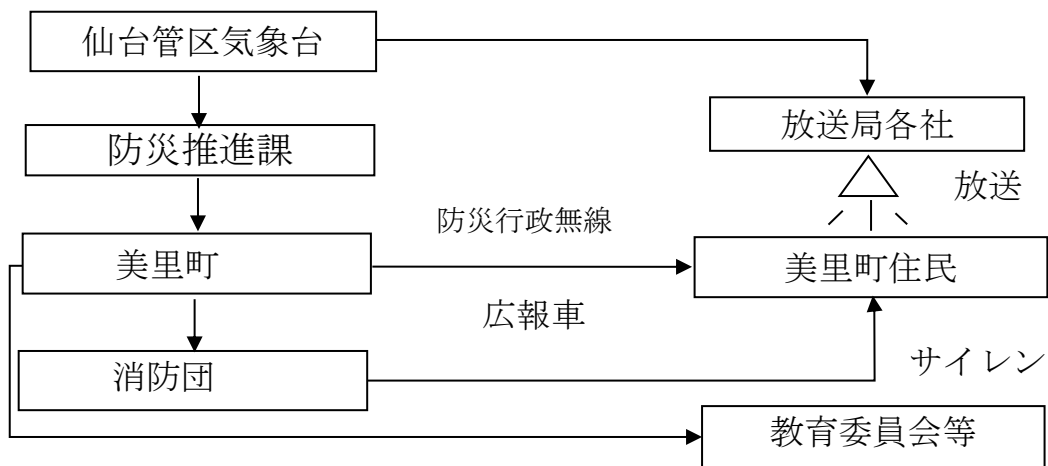 仙台管区気象台
放送局各社
防災推進課
放送
防災行政無線
美里町
美里町住民
広報車
サイレン
消防団
教育委員会等